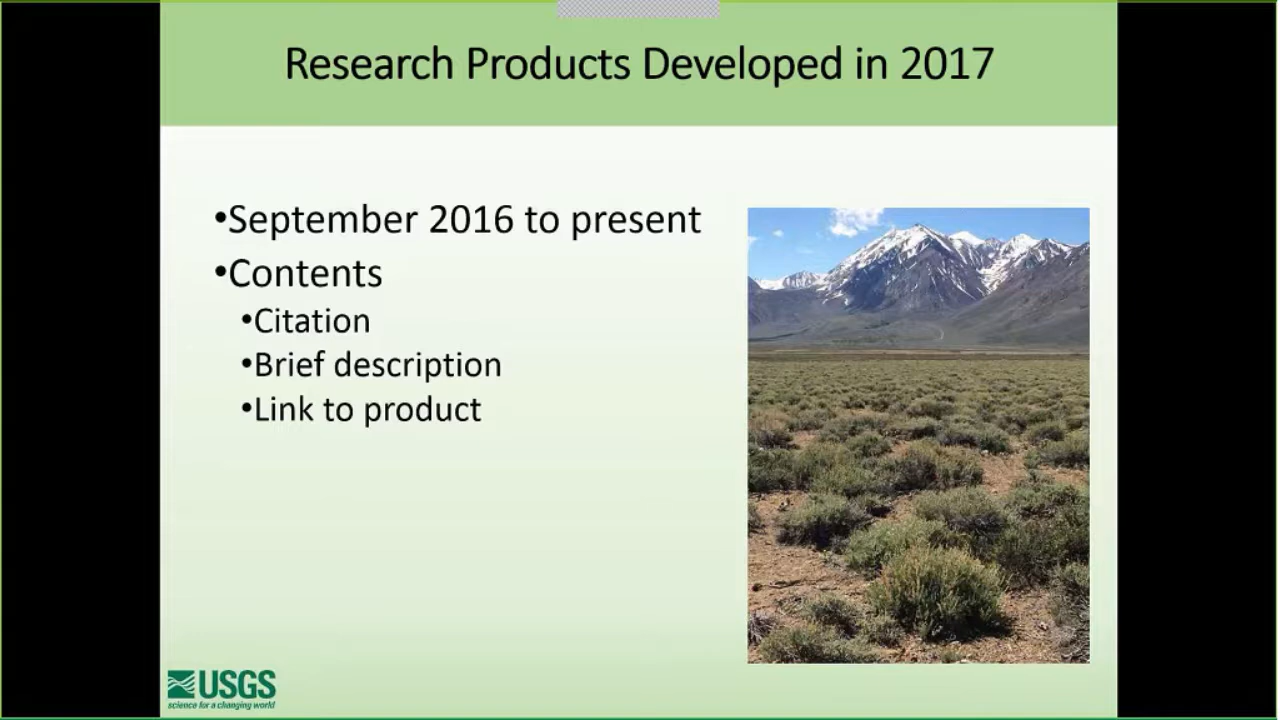 Research Products Developed in 2017
•September 2016 to present
•Contents
•Citation
•Brief description
•Link to product
USGS
science for a changing world